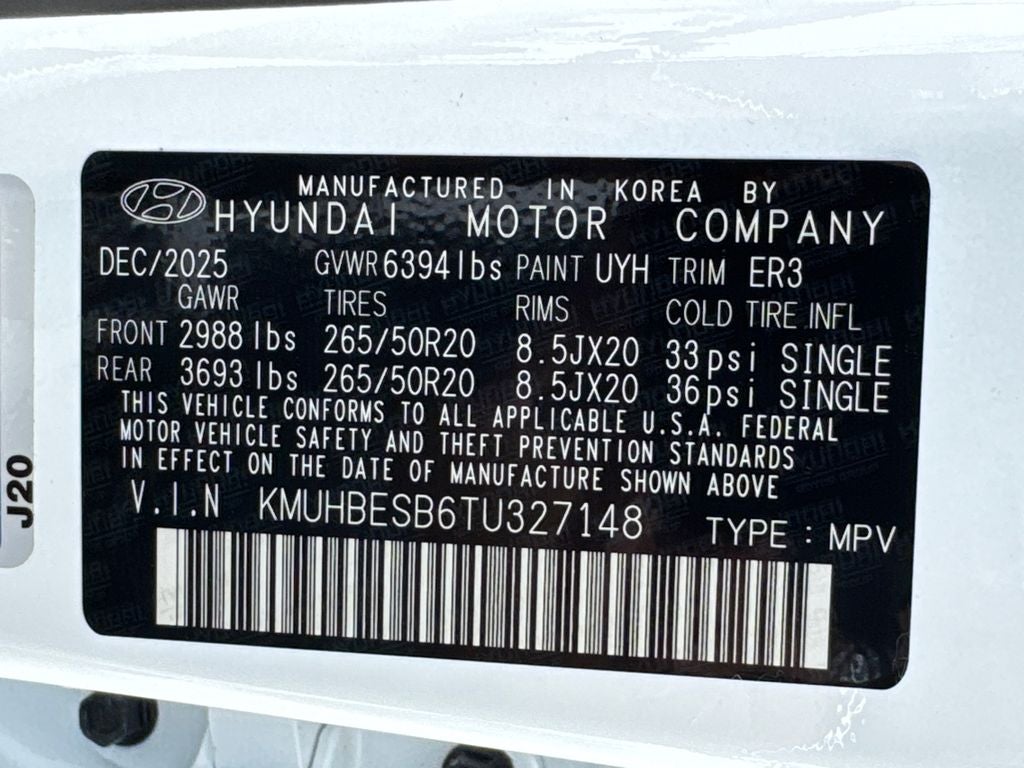 MANUFACTURED IN KOREA BY
HYUNDAI MOTOR COMPANY
DEC/2025 GVWR 6394 lbs PAINT UYH TRIM ER3
GAWR TIRES RIMS COLD TIRE INFL
FRONT 2988 lbs 265/50R20 8.5JX20 33psi SINGLE
REAR 3693 lbs 265/50R20 8.5JX20 36psi SINGLE
THIS VEHICLE CONFORMS TO ALL APPLICABLE U.S.A. FEDERAL
MOTOR VEHICLE SAFETY AND THEFT PREVENTION STANDARDS
IN EFFECT ON THE DATE OF MANUFACTURE SHOWN ABOVE
V.I.N KMUHBESB6TU327148 TYPE : MPV
J20